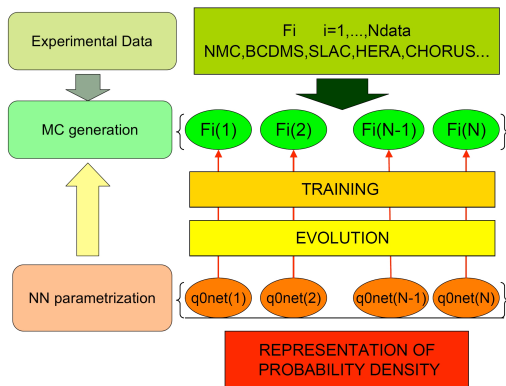 Experimental Data
Fi i=1,...,Ndata
NMC,BCDMS,SLAC,HERA,CHORUS...
MC generation
Fi(1) Fi(2) Fi(N-1) Fi(N)
TRAINING
EVOLUTION
NN parametrization
q0net(1) q0net(2) q0net(N-1) q0net(N)
REPRESENTATION OF
PROBABILITY DENSITY